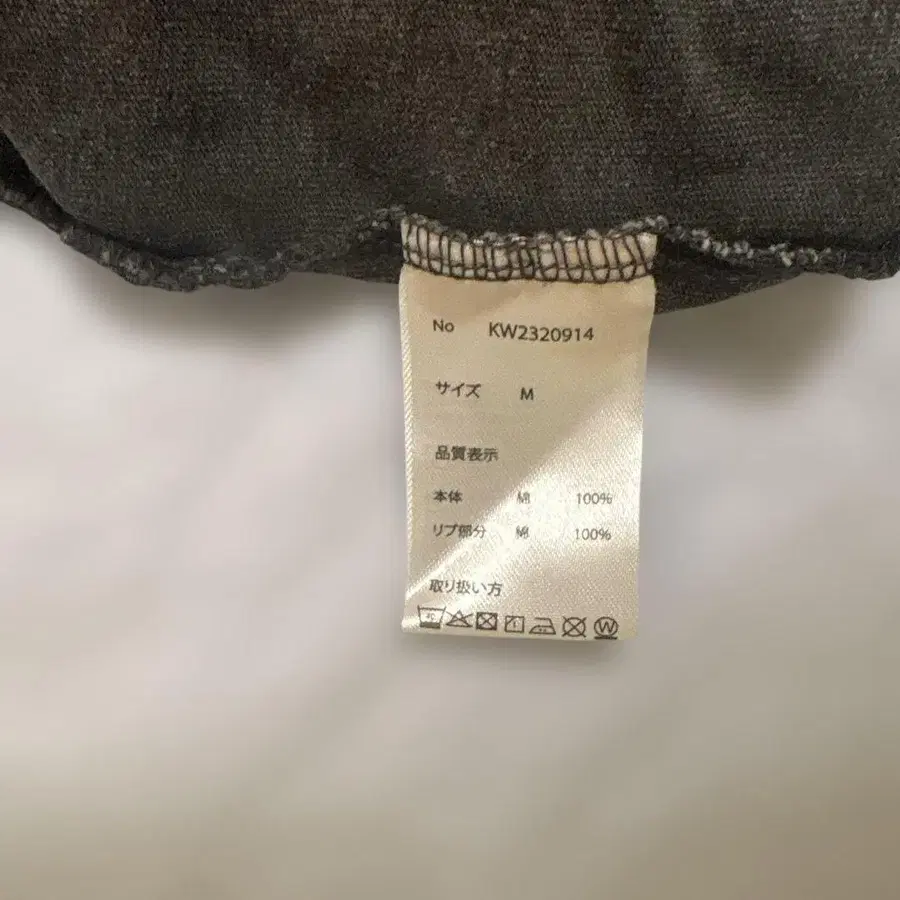 No KW2320914
サイズ M
品質表示
本体 綿 100%
リブ部分 綿 100%
取り扱い方
40
W